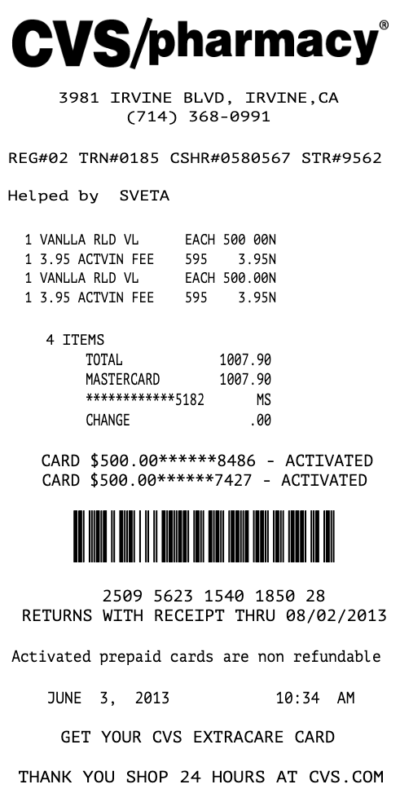 CVS/pharmacy®
3981 IRVINE BLVD, IRVINE,CA
(714) 368-0991
REG#02 TRN#0185 CSHR#0580567 STR#9562
Helped by SVETA
1 VANLLA RLD VL EACH 500 00N
1 3.95 ACTVIN FEE 595 3.95N
1 VANLLA RLD VL EACH 500.00N
1 3.95 ACTVIN FEE 595 3.95N
4 ITEMS
TOTAL 1007.90
MASTERCARD 1007.90
************5182 MS
CHANGE .00
CARD $500.00******8486 - ACTIVATED
CARD $500.00******7427 - ACTIVATED
2509 5623 1540 1850 28
RETURNS WITH RECEIPT THRU 08/02/2013
Activated prepaid cards are non refundable
JUNE 3, 2013 10:34 AM
GET YOUR CVS EXTRACARE CARD
THANK YOU SHOP 24 HOURS AT CVS.COM